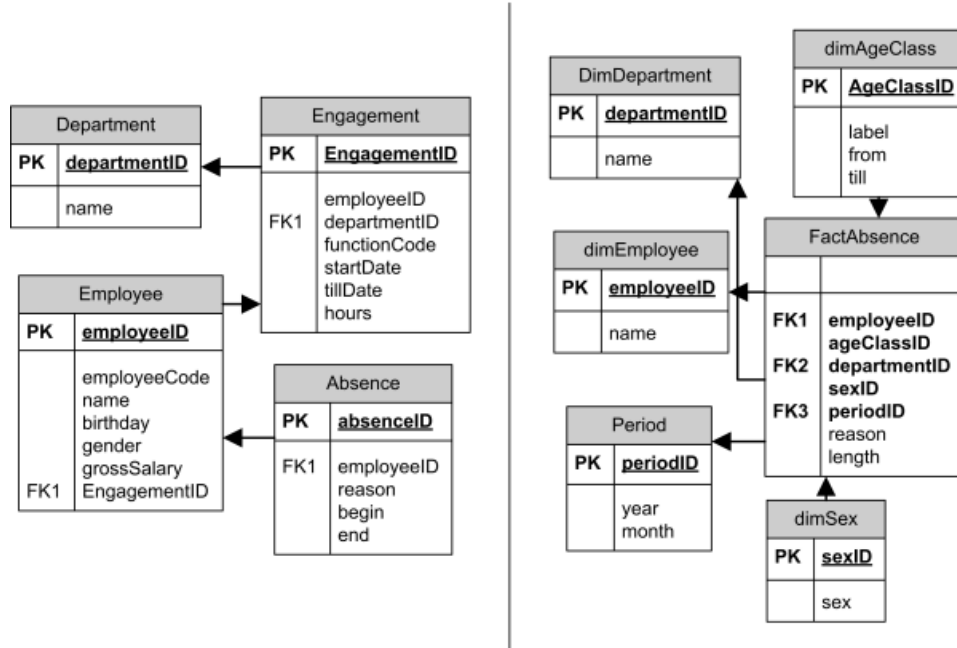 Department
PK departmentID
name
Engagement
PK EngagementID
employeeID
FK1 departmentID
functionCode
startDate
tillDate
hours
Employee
PK employeeID
employeeCode
name
birthday
gender
grossSalary
FK1 EngagementID
Absence
PK absenceID
FK1 employeeID
reason
begin
end
DimDepartment
PK departmentID
name
dimAgeClass
PK AgeClassID
label
from
till
dimEmployee
PK employeeID
name
FactAbsence
FK1 employeeID
ageClassID
FK2 departmentID
sexID
FK3 periodID
reason
length
Period
PK periodID
year
month
dimSex
PK sexID
sex